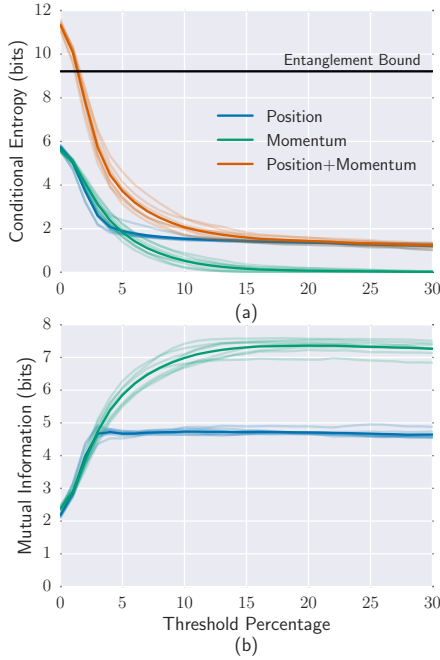 12
10
8
6
4
2
0
Conditional Entropy (bits)
Entanglement Bound
Position
Momentum
Position+Momentum
0 5 10 15 20 25 30
(a)
8
7
6
5
4
3
2
1
0
Mutual Information (bits)
0 5 10 15 20 25 30
Threshold Percentage
(b)